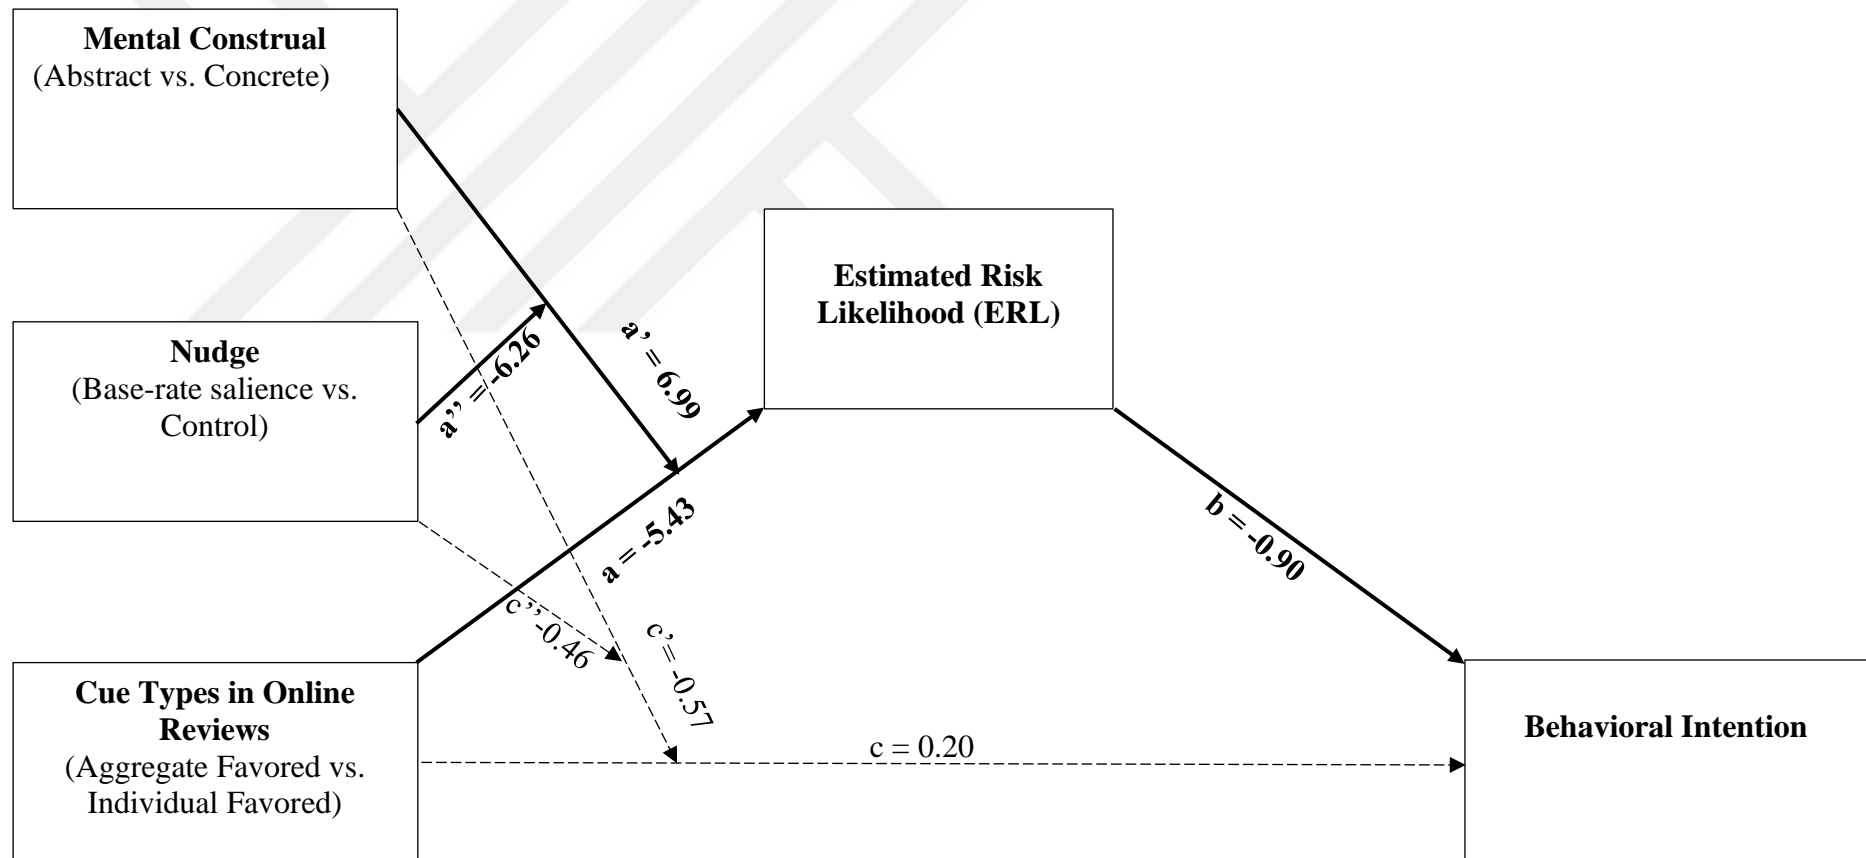 Mental Construal
(Abstract vs. Concrete)
Nudge
(Base-rate salience vs.
Control)
a’’ = -6.26
a’ = 6.99
Estimated Risk
Likelihood (ERL)
a = -5.43
b = -0.90
c’’-0.46
c’= -0.57
Cue Types in Online
Reviews
(Aggregate Favored vs.
Individual Favored)
c = 0.20
Behavioral Intention